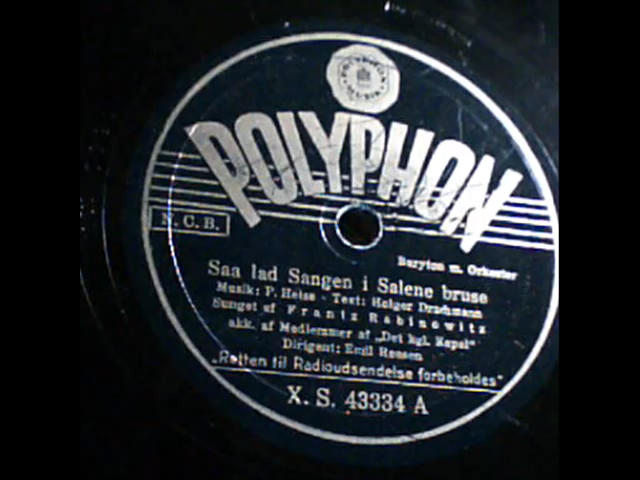 POLYPHON
N. C. B.
Baryton m. Orkester
Saa lad Sangen i Salene bruse
Musik: P. Heise - Text: Holger Drachmann
Sunget af Frantz Rabinowitz
akk. af Medlemmer af „Det kgl. Kapel"
Dirigent: Emil Reesen
„Retten til Radioudsendelse forbeholdes"
X. S. 43334 A